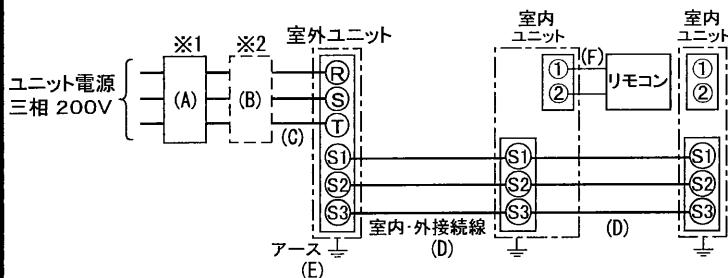 ※1
※2
室外ユニット
室内
ユニット
室内
ユニット
ユニット電源
三相 200V
(A)
(B)
(C)
R
S
T
S1
S2
S3
アース
(E)
室内・外接続線
(D)
①
②
(F)
リモコン
S1
S2
S3
(D)
①
②
S1
S2
S3